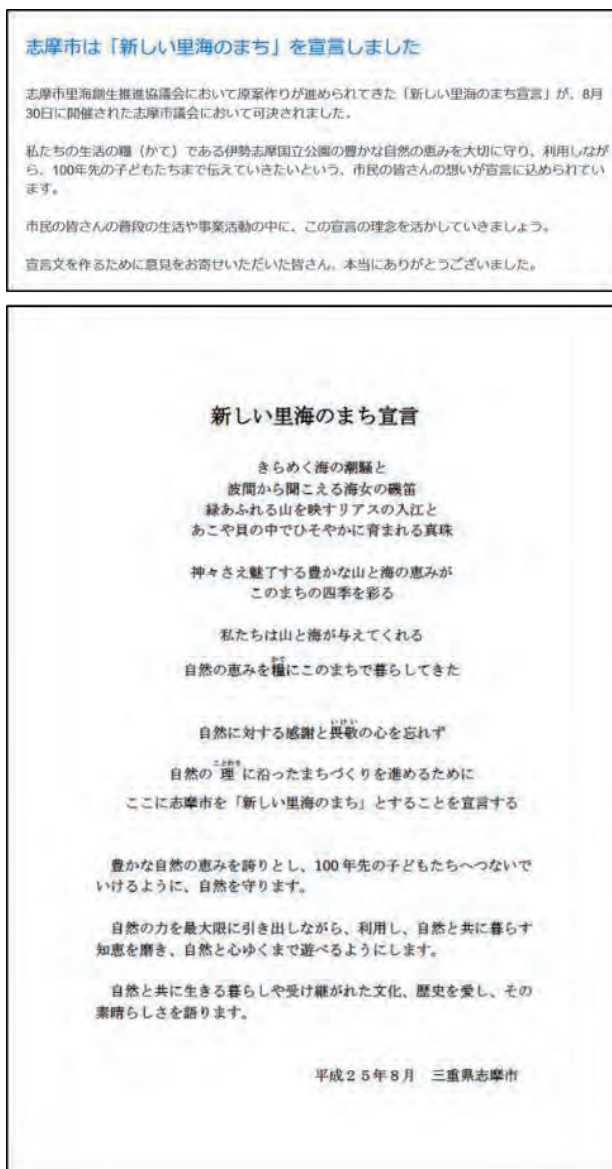 志摩市は「新しい里海のまち」を宣言しました
志摩市里海創生推進協議会において原案作りが進められてきた「新しい里海のまち宣言」が、8月
30日に開催された志摩市議会において可決されました。
私たちの生活の糧（かて）である伊勢志摩国立公園の豊かな自然の恵みを大切に守り、利用しなが
ら、100年先の子どもたちまで伝えていきたいという、市民の皆さんの想いが宣言に込められてい
ます。
市民の皆さんの普段の生活や事業活動の中に、この宣言の理念を活かしていきましょう。
宣言文を作るために意見をお寄せいただいた皆さん、本当にありがとうございました。
新しい里海のまち宣言
きらめく海の潮騒と
波間から聞こえる海女の磯笛
緑あふれる山を映すリアスの入江と
あこや貝の中でひそやかに育まれる真珠
神々さえ魅了する豊かな山と海の恵みが
このまちの四季を彩る
私たちは山と海が与えてくれる
かて
自然の恵みを糧にこのまちで暮らしてきた
いけい
自然に対する感謝と畏敬の心を忘れず
ことわり
自然の理に沿ったまちづくりを進めるために
ここに志摩市を「新しい里海のまち」とすることを宣言する
豊かな自然の恵みを誇りとし、100年先の子どもたちへつないで
いけるように、自然を守ります。
自然の力を最大限に引き出しながら、利用し、自然と共に暮らす
知恵を磨き、自然と心ゆくまで遊べるようにします。
自然と共に生きる暮らしや受け継がれた文化、歴史を愛し、その
素晴らしさを語ります。
平成２５年８月　三重県志摩市